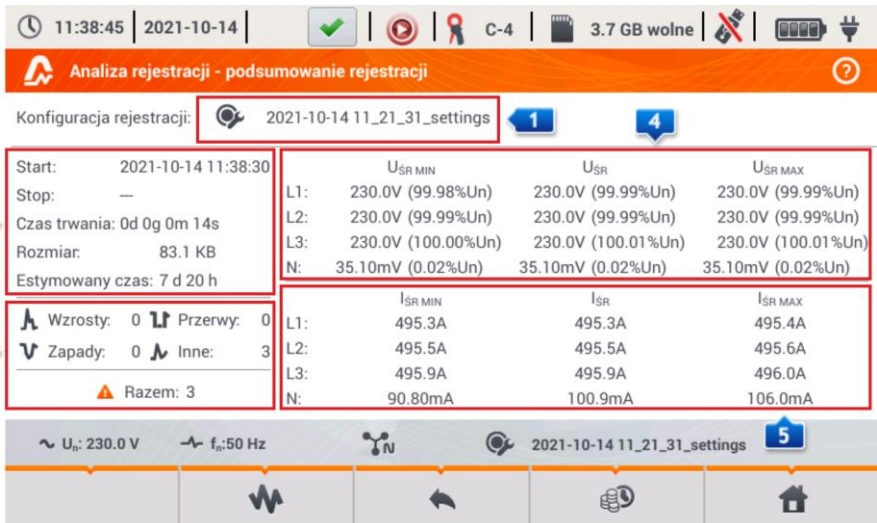 11:38:45 2021-10-14 C-4 3.7 GB wolne
Analiza rejestracji - podsumowanie rejestracji ?
Konfiguracja rejestracji: 2021-10-14 11_21_31_settings 1
4
Start: 2021-10-14 11:38:30
Stop: ---
Czas trwania: 0d 0g 0m 14s
Rozmiar: 83.1 KB
Estymowany czas: 7 d 20 h
UŚR MIN UŚR UŚR MAX
L1: 230.0V (99.98%Un) 230.0V (99.99%Un) 230.0V (99.99%Un)
L2: 230.0V (99.99%Un) 230.0V (99.99%Un) 230.0V (99.99%Un)
L3: 230.0V (100.00%Un) 230.0V (100.01%Un) 230.0V (100.01%Un)
N: 35.10mV (0.02%Un) 35.10mV (0.02%Un) 35.10mV (0.02%Un)
Wzrosty: 0 Przerwy: 0
Zapady: 0 Inne: 3
Razem: 3
IŚR MIN IŚR IŚR MAX
L1: 495.3A 495.3A 495.4A
L2: 495.5A 495.5A 495.6A
L3: 495.9A 495.9A 496.0A
N: 90.80mA 100.9mA 106.0mA
Un: 230.0 V fn:50 Hz N 2021-10-14 11_21_31_settings 5